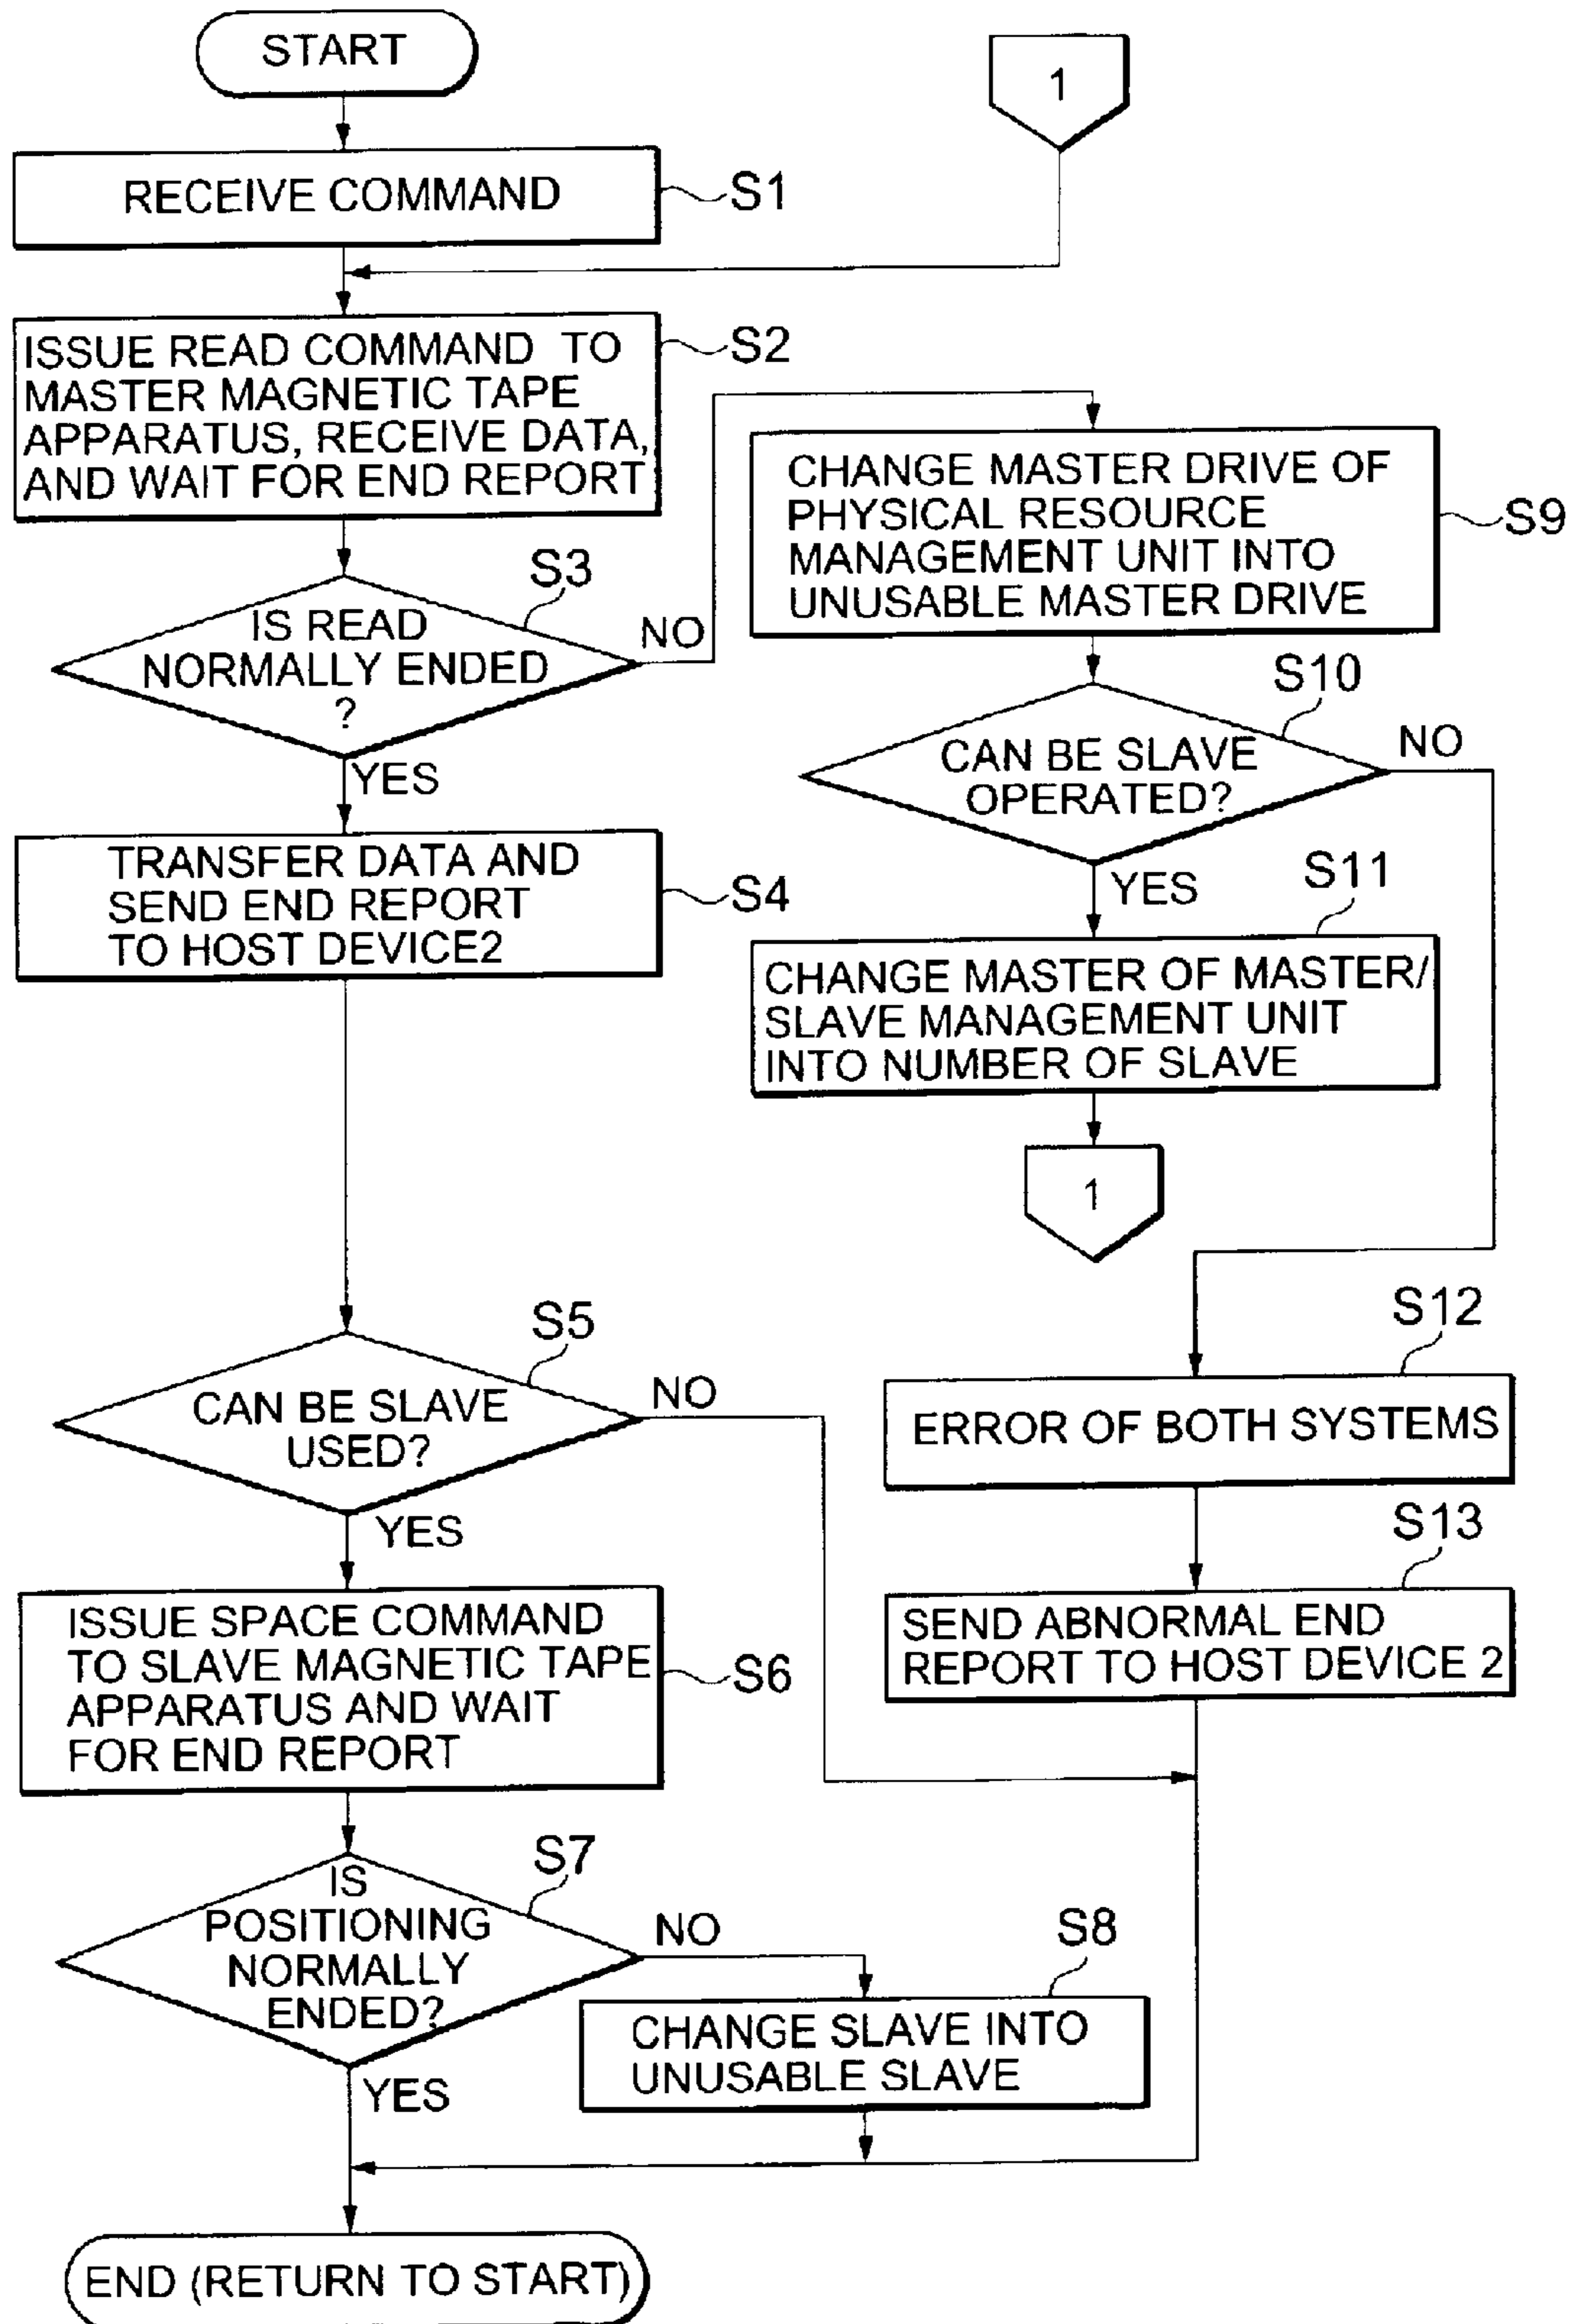 START
1
RECEIVE COMMAND
S1
ISSUE READ COMMAND TO
MASTER MAGNETIC TAPE
APPARATUS, RECEIVE DATA,
AND WAIT FOR END REPORT
S2
S3
IS READ
NORMALLY ENDED
?
NO
YES
TRANSFER DATA AND
SEND END REPORT
TO HOST DEVICE2
S4
S5
CAN BE SLAVE
USED?
NO
YES
ISSUE SPACE COMMAND
TO SLAVE MAGNETIC TAPE
APPARATUS AND WAIT
FOR END REPORT
S6
S7
IS
POSITIONING
NORMALLY
ENDED?
NO
YES
S8
CHANGE SLAVE INTO
UNUSABLE SLAVE
CHANGE MASTER DRIVE OF
PHYSICAL RESOURCE
MANAGEMENT UNIT INTO
UNUSABLE MASTER DRIVE
S9
S10
CAN BE SLAVE
OPERATED?
NO
YES
S11
CHANGE MASTER OF MASTER/
SLAVE MANAGEMENT UNIT
INTO NUMBER OF SLAVE
1
S12
ERROR OF BOTH SYSTEMS
S13
SEND ABNORMAL END
REPORT TO HOST DEVICE 2
END (RETURN TO START)